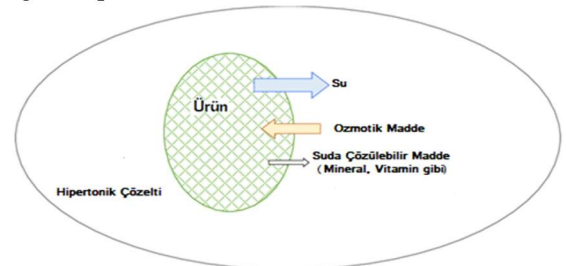 Su
Ürün
Ozmotik Madde
Suda Çözülebilir Madde
(Mineral, Vitamin gibi)
Hipertonik Çözelti